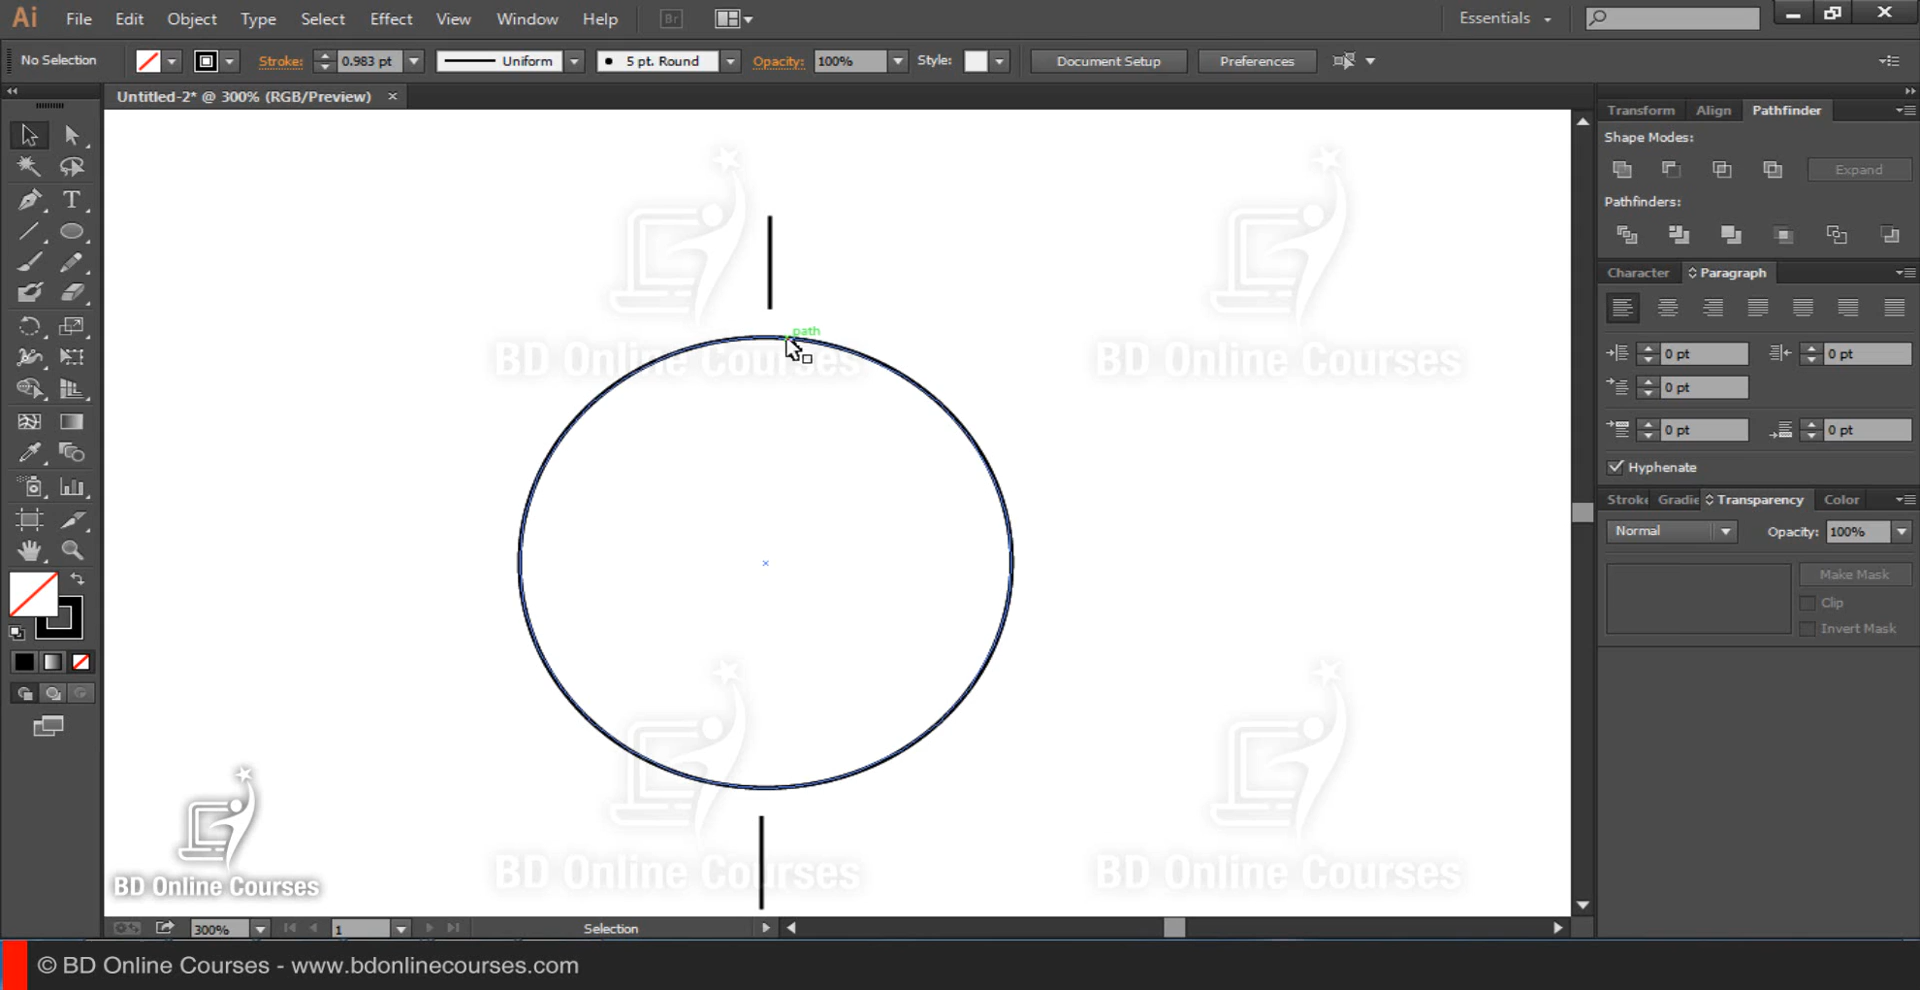 Ai File Edit Object Type Select Effect View Window Help Br Essentials
No Selection Stroke: 0.983 pt Uniform 5 pt. Round Opacity: 100% Style: Document Setup Preferences
Untitled-2* @ 300% (RGB/Preview)
Transform Align Pathfinder
Shape Modes:
Expand
Pathfinders:
Character Paragraph
0 pt 0 pt
0 pt
0 pt 0 pt
Hyphenate
Stroke Gradie Transparency Color
Normal Opacity: 100%
Make Mask
Clip
Invert Mask
T
path
BD Online Courses BD Online Courses
BD Online Courses BD Online Courses
BD Online Courses
300% 1 Selection
© BD Online Courses - www.bdonlinecourses.com